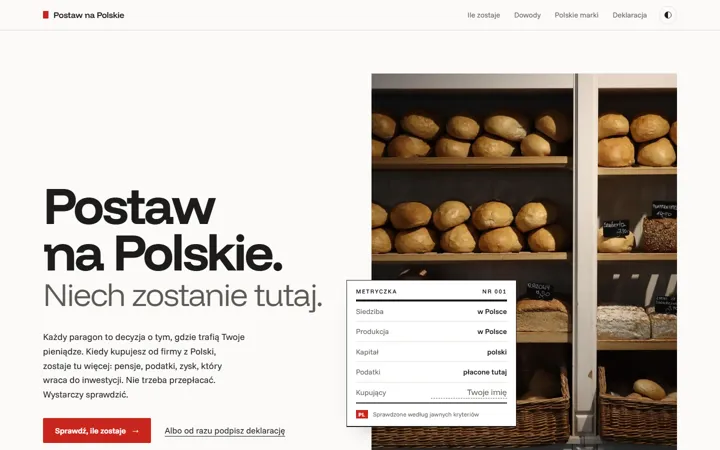 Postaw na Polskie
Ile zostaje
Dowody
Polskie marki
Deklaracja
Postaw
na Polskie.
Niech zostanie tutaj.
Każdy paragon to decyzja o tym, gdzie trafią Twoje
pieniądze. Kiedy kupujesz od firmy z Polski,
zostaje tu więcej: pensje, podatki, zysk, który
wraca do inwestycji. Nie trzeba przepłacać.
Wystarczy sprawdzić.
Sprawdź, ile zostaje →
Albo od razu podpisz deklarację
METRYCZKA NR 001
Siedziba w Polsce
Produkcja w Polsce
Kapitał polski
Podatki płacone tutaj
Kupujący Twoje imię
PL Sprawdzone według jawnych kryteriów